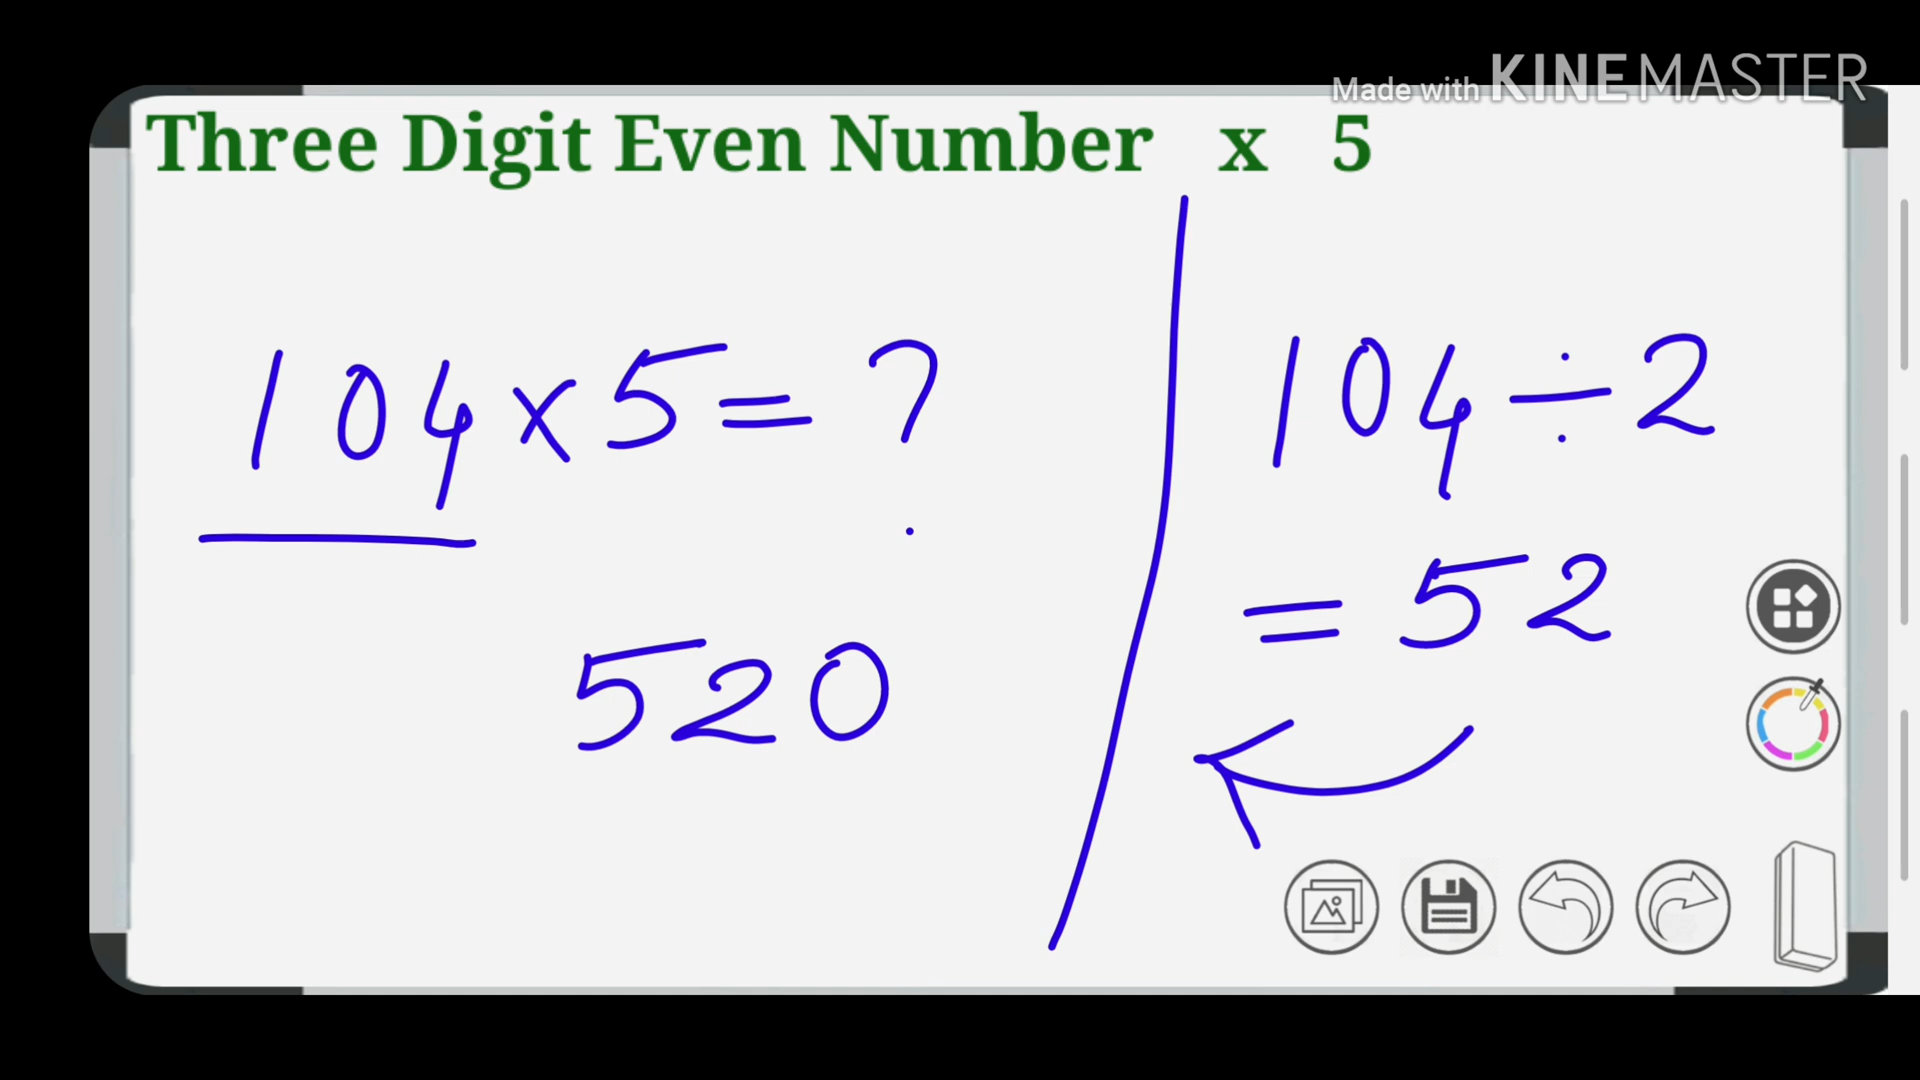 Made with KINEMASTER
Three Digit Even Number x 5
104 x 5 = ?
520
104 ÷ 2
= 52